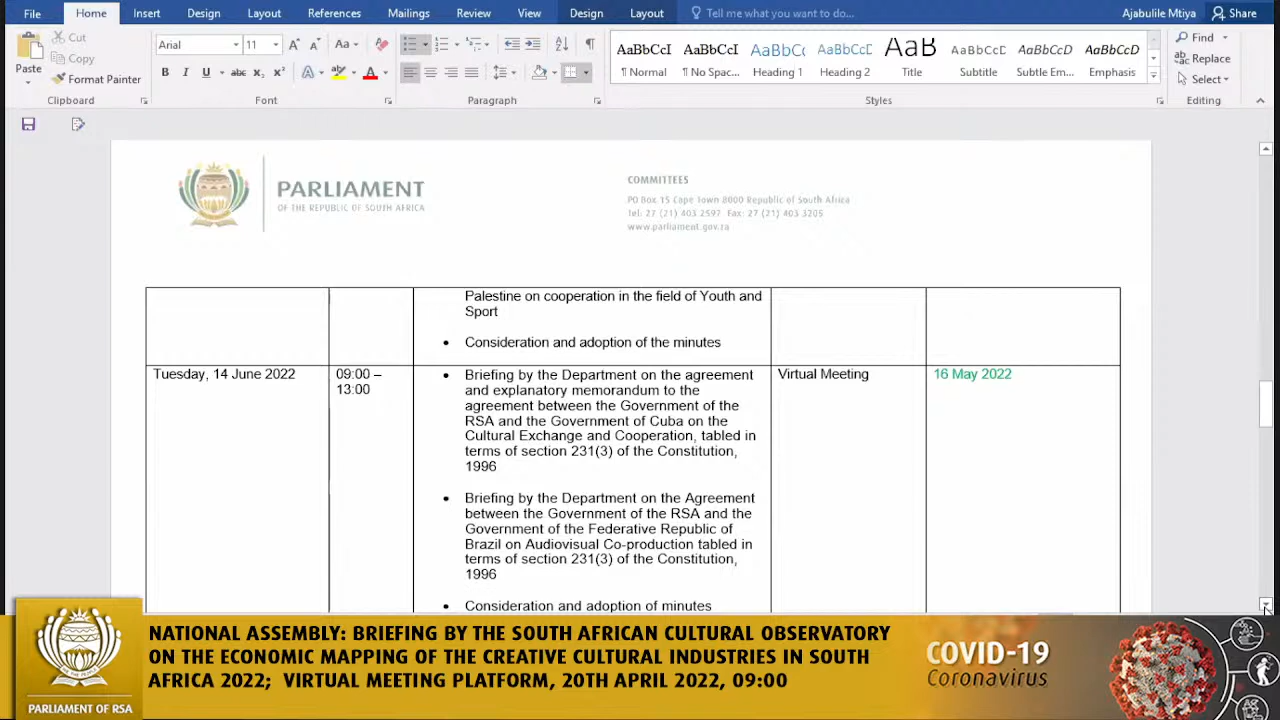 File Home Insert Design Layout References Mailings Review View Design Layout Tell me what you want to do... Ajabulile Mtiya Share
Paste Cut Copy Format Painter
Clipboard
Arial 11
Font
Paragraph
AaBbCcI AaBbCcI AaBbCc AaBbCcD AaB AaBbCcD AaBbCcD AaBbCcD
¶ Normal ¶ No Spac... Heading 1 Heading 2 Title Subtitle Subtle Em... Emphasis
Styles
Find
Replace
Select
Editing
PARLIAMENT
OF THE REPUBLIC OF SOUTH AFRICA
COMMITTEES
PO Box 15 Cape Town 8000 Republic of South Africa
Tel: 27 (21) 403 2597 Fax: 27 (21) 403 3205
www.parliament.gov.za
Palestine on cooperation in the field of Youth and
Sport
• Consideration and adoption of the minutes
Tuesday, 14 June 2022
09:00 –
13:00
• Briefing by the Department on the agreement
and explanatory memorandum to the
agreement between the Government of the
RSA and the Government of Cuba on the
Cultural Exchange and Cooperation, tabled in
terms of section 231(3) of the Constitution,
1996
• Briefing by the Department on the Agreement
between the Government of the RSA and the
Government of the Federative Republic of
Brazil on Audiovisual Co-production tabled in
terms of section 231(3) of the Constitution,
1996
• Consideration and adoption of minutes
Virtual Meeting
16 May 2022
PARLIAMENT OF RSA
NATIONAL ASSEMBLY: BRIEFING BY THE SOUTH AFRICAN CULTURAL OBSERVATORY
ON THE ECONOMIC MAPPING OF THE CREATIVE CULTURAL INDUSTRIES IN SOUTH
AFRICA 2022; VIRTUAL MEETING PLATFORM, 20TH APRIL 2022, 09:00
COVID-19
Coronavirus